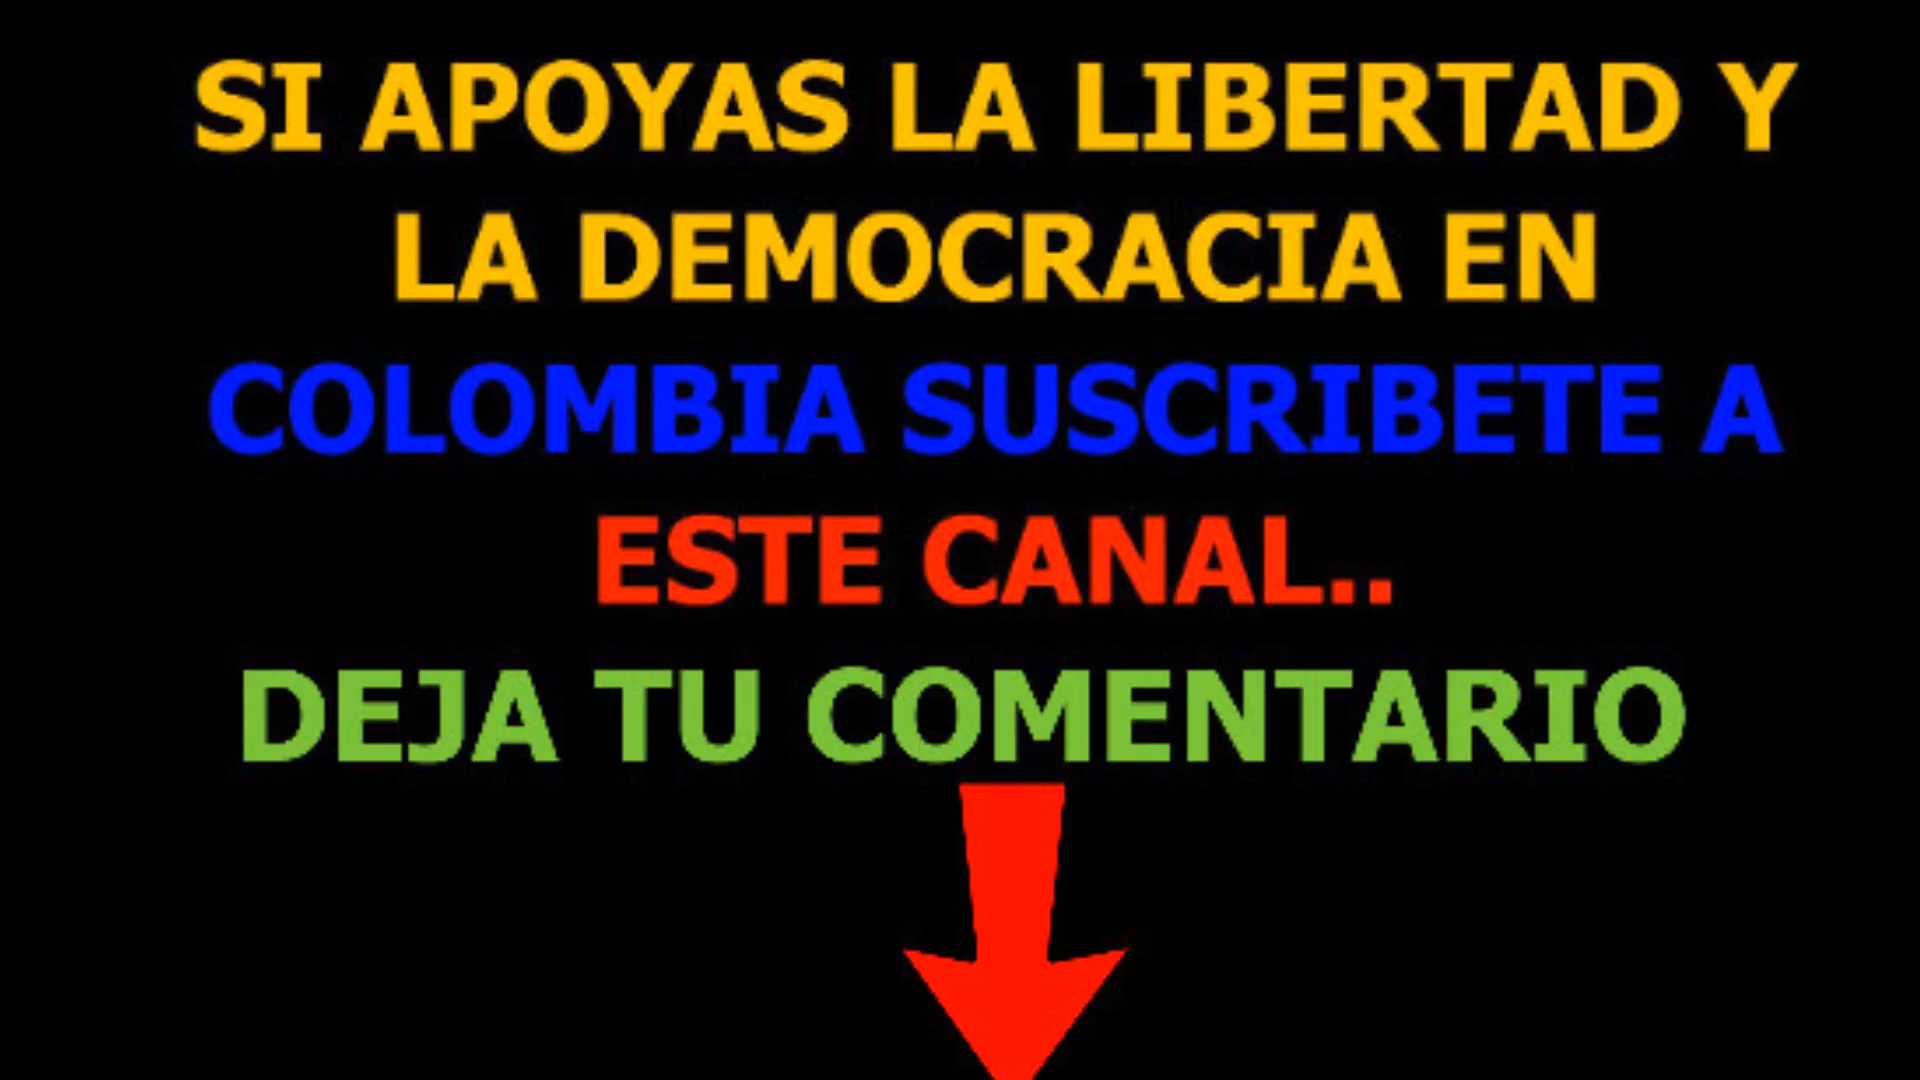 SI APOYAS LA LIBERTAD Y
LA DEMOCRACIA EN
COLOMBIA SUSCRIBETE A
ESTE CANAL..
DEJA TU COMENTARIO